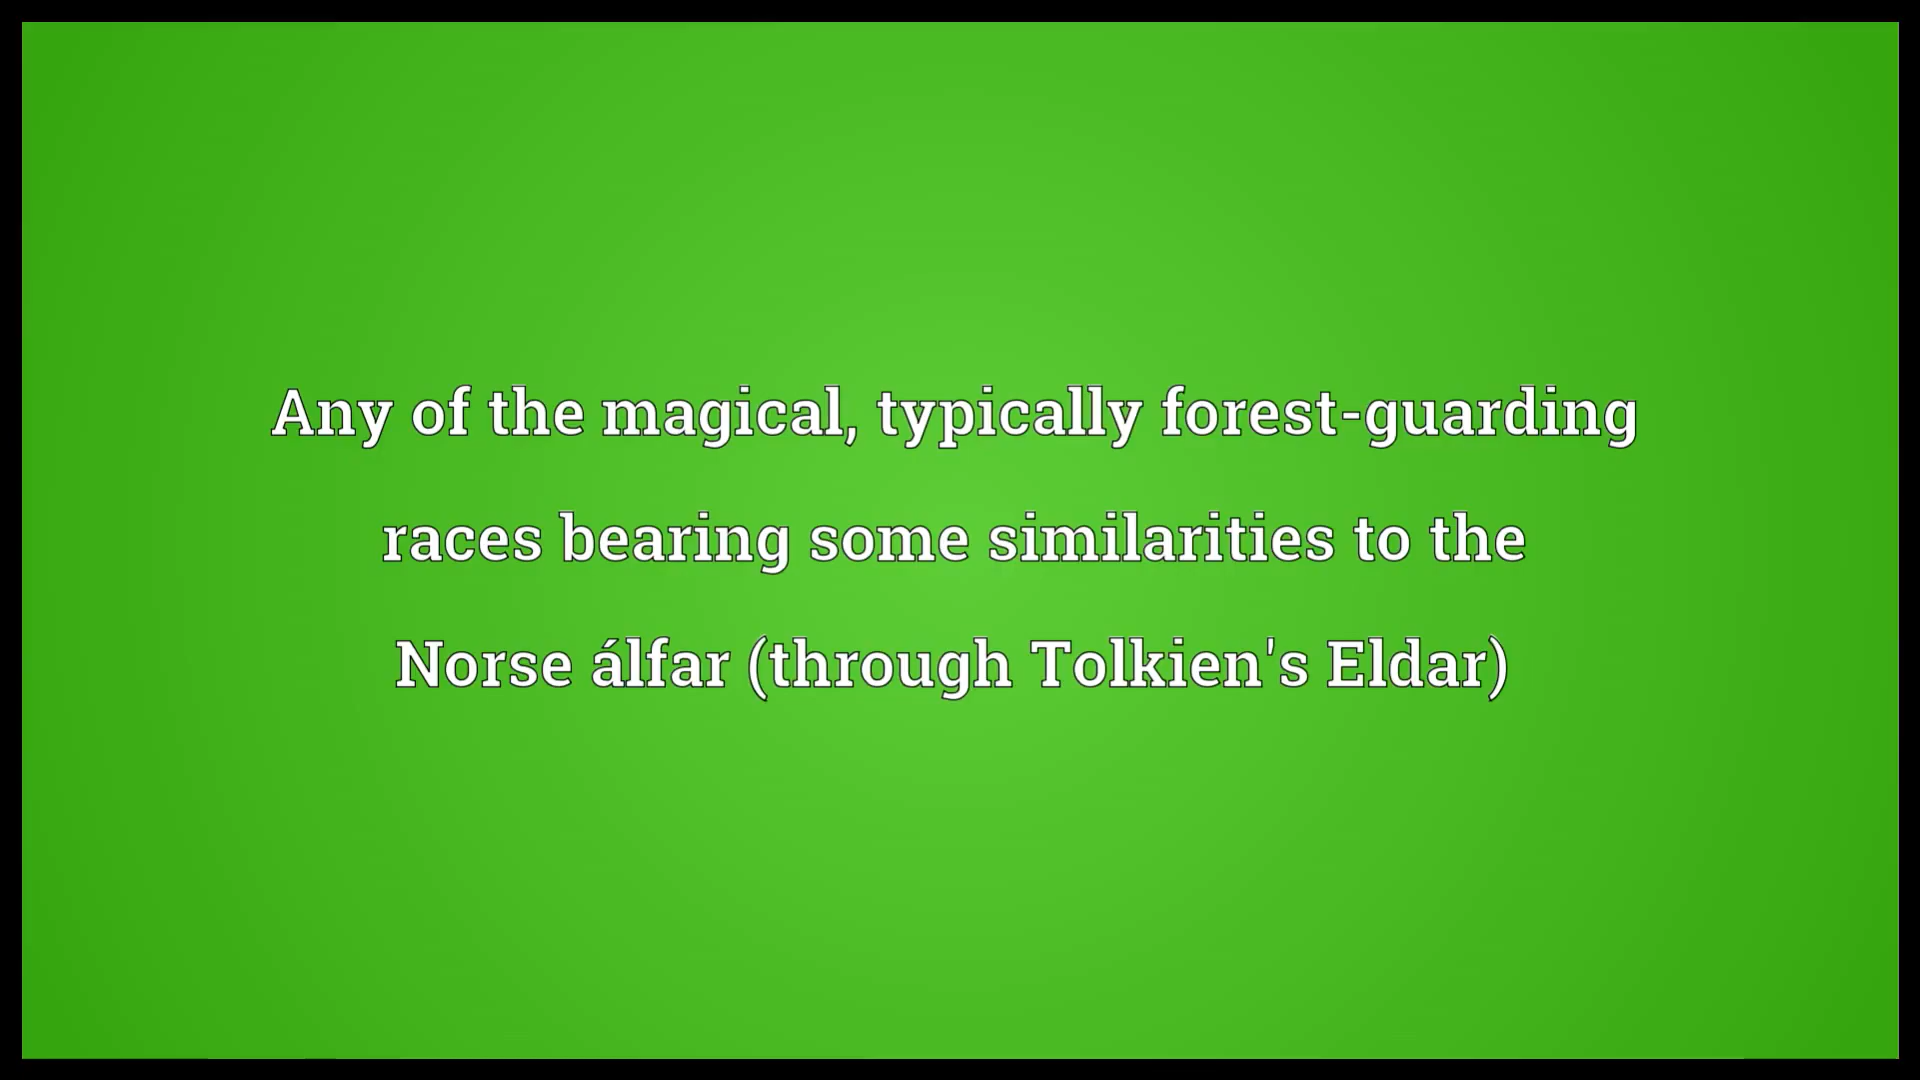 Any of the magical, typically forest-guarding
races bearing some similarities to the
Norse álfar (through Tolkien's Eldar)